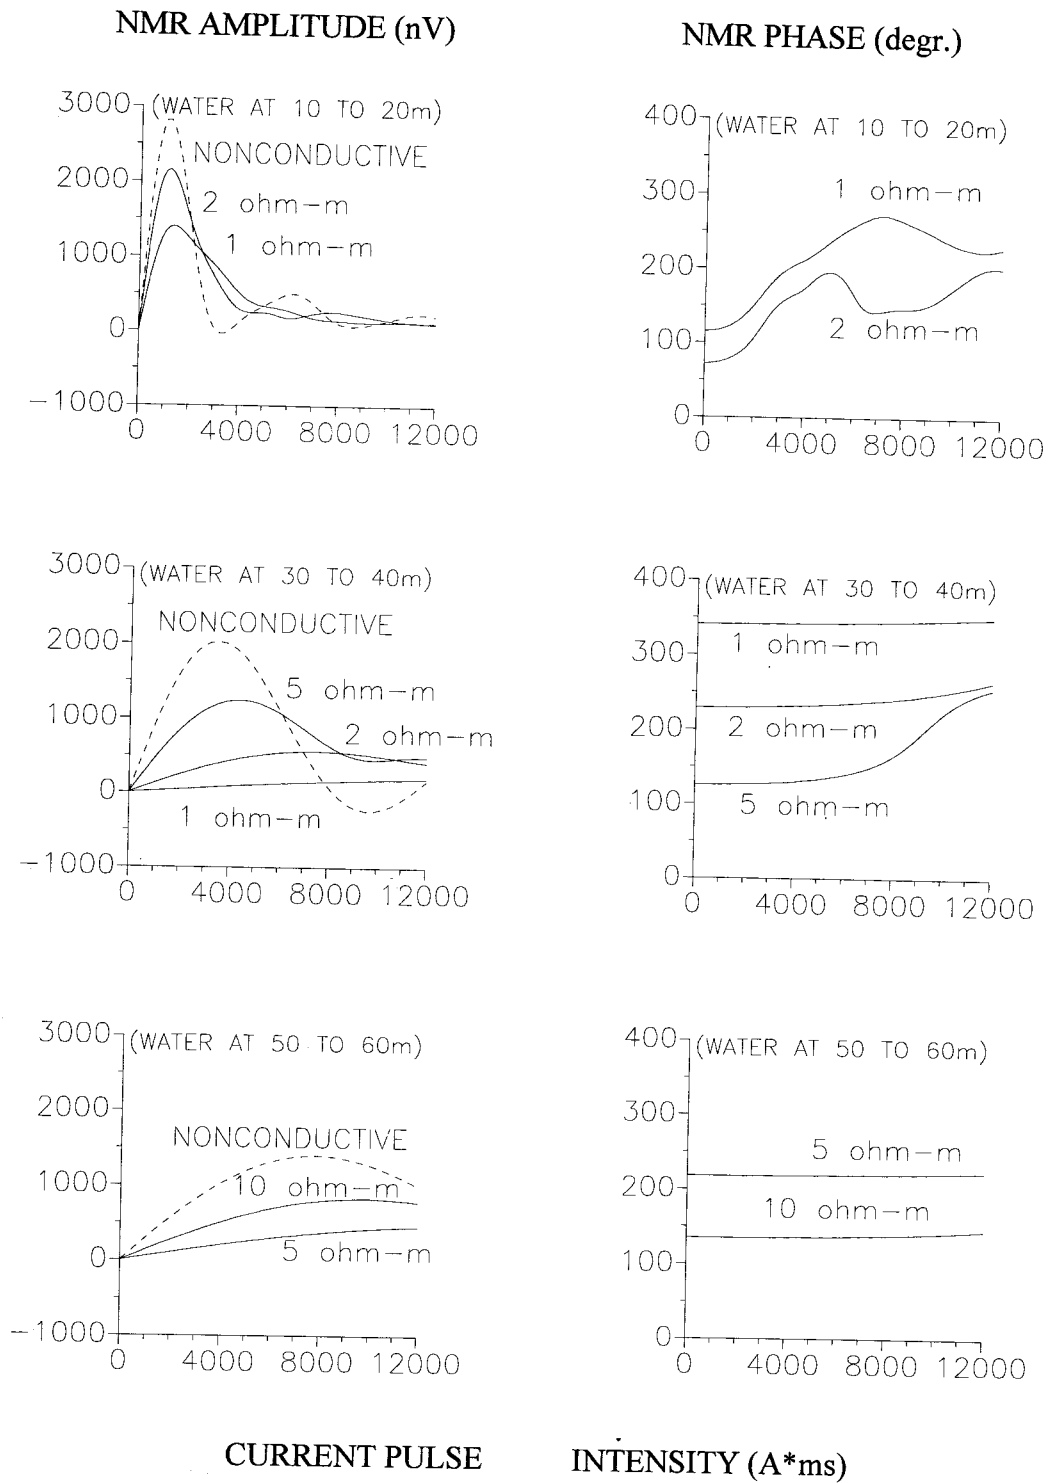 NMR AMPLITUDE (nV)
NMR PHASE (degr.)
3000
(WATER AT 10 TO 20m)
NONCONDUCTIVE
2000
2 ohm-m
1 ohm-m
1000
0
-1000
0 4000 8000 12000
400
(WATER AT 10 TO 20m)
1 ohm-m
300
200
2 ohm-m
100
0
0 4000 8000 12000
3000
(WATER AT 30 TO 40m)
NONCONDUCTIVE
2000
5 ohm-m
1000
2 ohm-m
0
1 ohm-m
-1000
0 4000 8000 12000
400
(WATER AT 30 TO 40m)
1 ohm-m
300
2 ohm-m
200
5 ohm-m
100
0
0 4000 8000 12000
3000
(WATER AT 50 TO 60m)
2000
NONCONDUCTIVE
1000
10 ohm-m
5 ohm-m
0
-1000
0 4000 8000 12000
400
(WATER AT 50 TO 60m)
300
5 ohm-m
200
10 ohm-m
100
0
0 4000 8000 12000
CURRENT PULSE INTENSITY (A*ms)